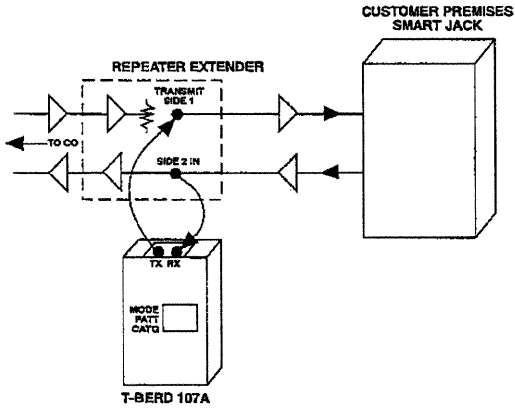 CUSTOMER PREMISES
SMART JACK
REPEATER EXTENDER
TRANSMIT
SIDE 1
TO CO
SIDE 2 IN
TX RX
MODE
PATT
CATG
T-BERD 107A